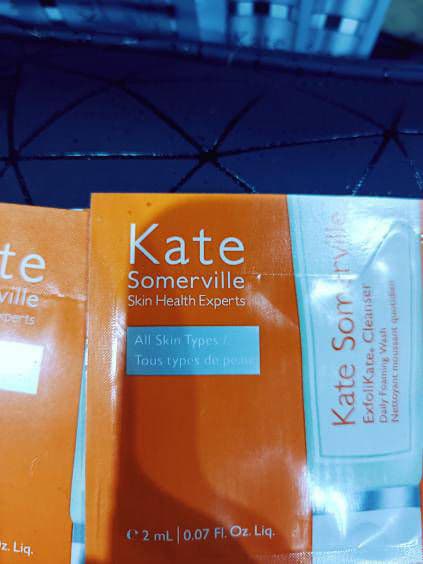 te
ville
xperts
z. Liq.
Kate
Somerville
Skin Health Experts
All Skin Types /
Tous types de peau
℮ 2 mL | 0.07 Fl. Oz. Liq.
Kate Somerville
ExfoliKate® Cleanser
Daily Foaming Wash
Nettoyant moussant quotidien